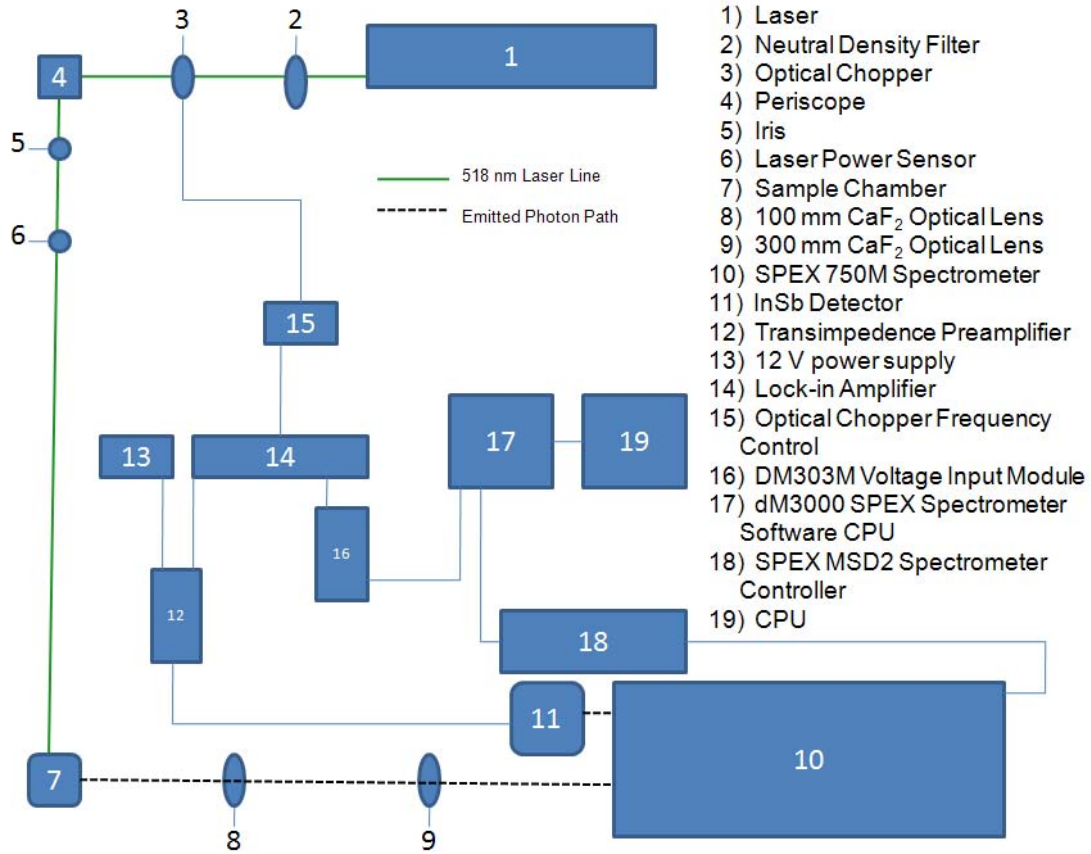 3
2
1
4
5
6
518 nm Laser Line
Emitted Photon Path
15
13
14
17
19
16
12
18
11
10
7
8
9
1) Laser
2) Neutral Density Filter
3) Optical Chopper
4) Periscope
5) Iris
6) Laser Power Sensor
7) Sample Chamber
8) 100 mm CaF₂ Optical Lens
9) 300 mm CaF₂ Optical Lens
10) SPEX 750M Spectrometer
11) InSb Detector
12) Transimpedence Preamplifier
13) 12 V power supply
14) Lock-in Amplifier
15) Optical Chopper Frequency
Control
16) DM303M Voltage Input Module
17) dM3000 SPEX Spectrometer
Software CPU
18) SPEX MSD2 Spectrometer
Controller
19) CPU